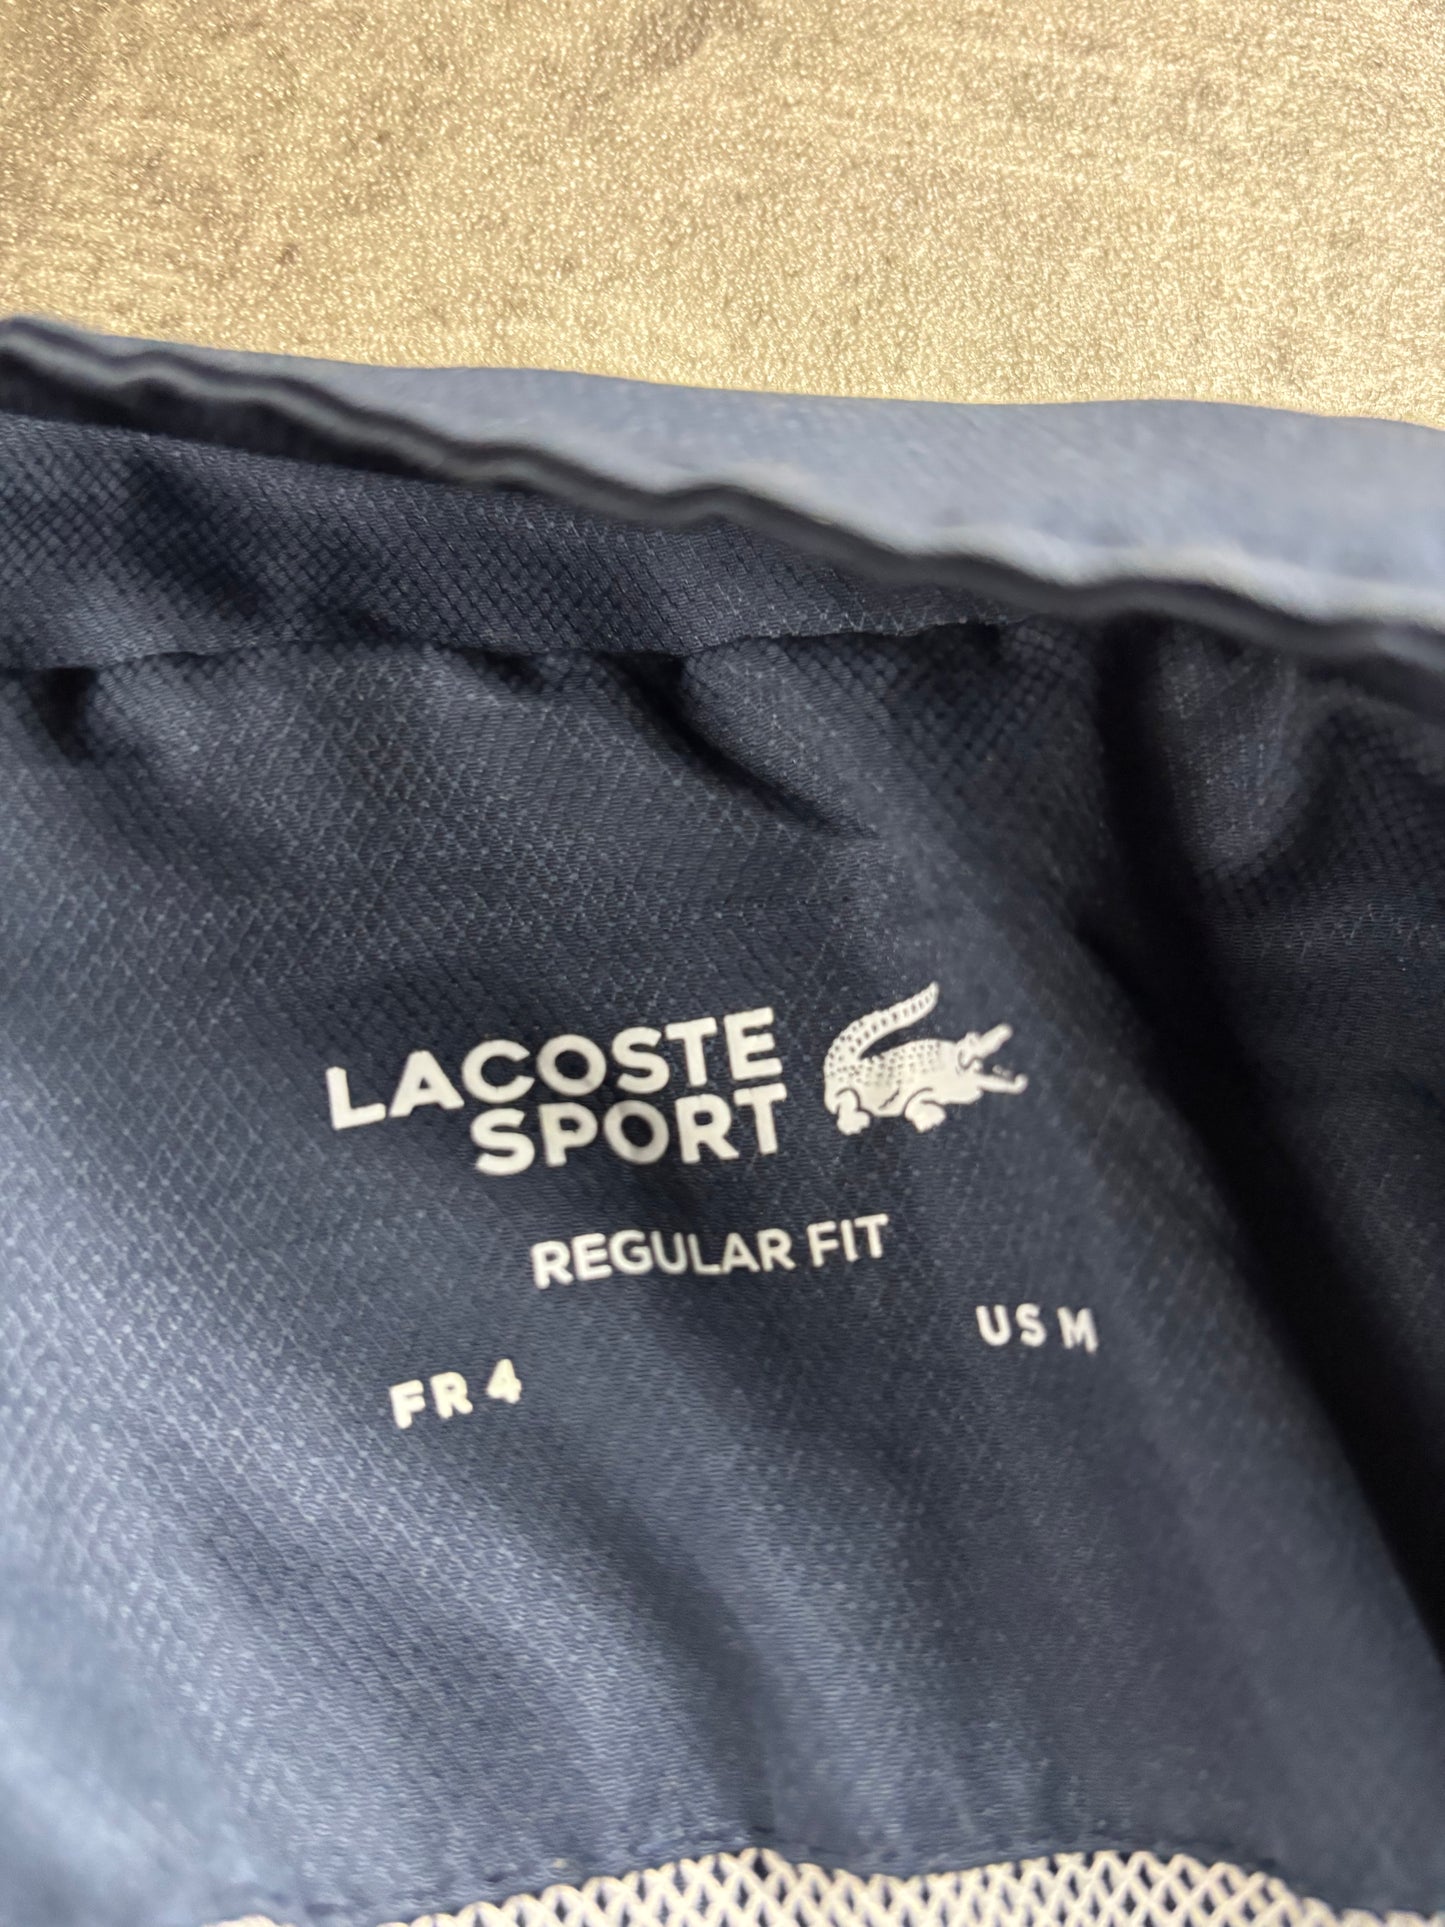 LACOSTE
SPORT
REGULAR FIT
FR 4
US M